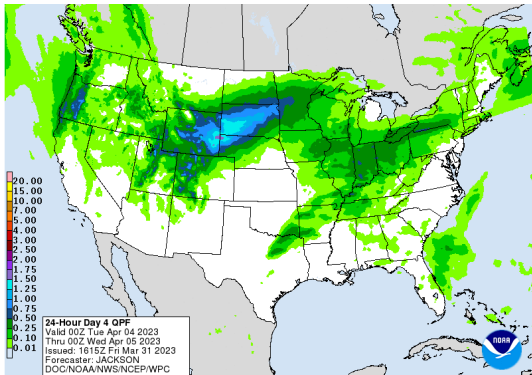 20.00
15.00
10.00
7.00
5.00
4.00
3.00
2.50
2.00
1.75
1.50
1.25
1.00
0.75
0.50
0.25
0.10
0.01
24-Hour Day 4 QPF
Valid 00Z Tue Apr 04 2023
Thru 00Z Wed Apr 05 2023
Issued: 1615Z Fri Mar 31 2023
Forecaster: JACKSON
DOC/NOAA/NWS/NCEP/WPC
NOAA